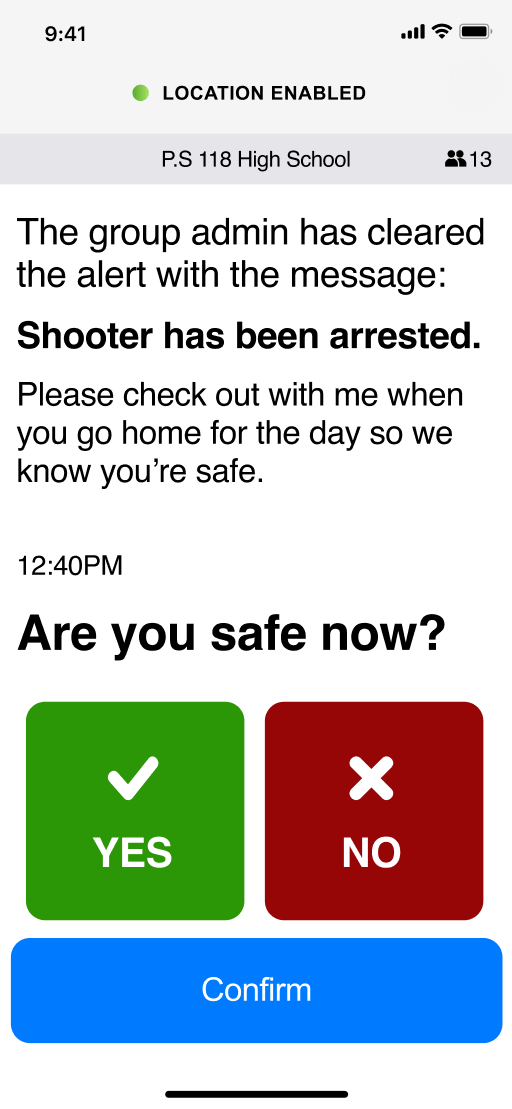 9:41
LOCATION ENABLED
P.S 118 High School 13
The group admin has cleared
the alert with the message:
Shooter has been arrested.
Please check out with me when
you go home for the day so we
know you’re safe.
12:40PM
Are you safe now?
YES NO
Confirm